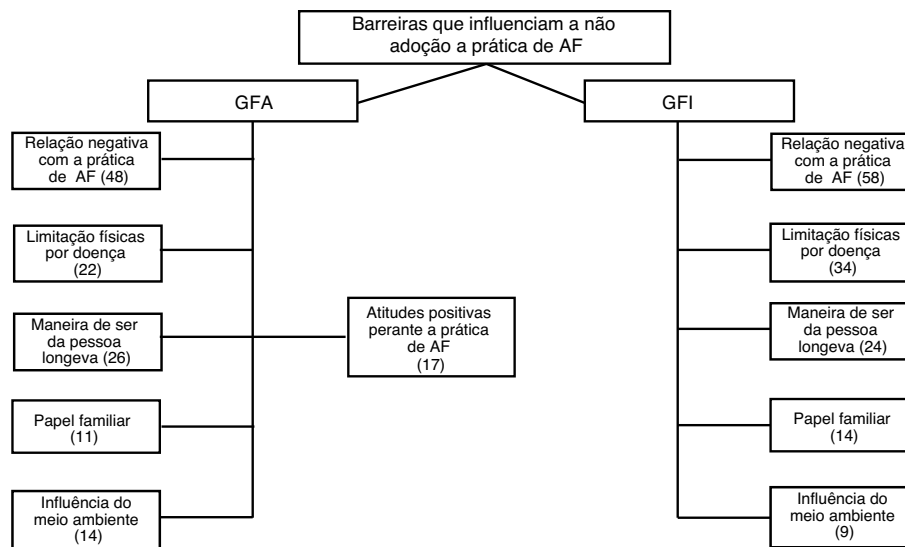 Barreiras que influenciam a não
adoção a prática de AF
GFA
GFI
Relação negativa
com a prática
de AF (48)
Limitação físicas
por doença
(22)
Maneira de ser
da pessoa
longeva (26)
Papel familiar
(11)
Influência do
meio ambiente
(14)
Atitudes positivas
perante a prática
de AF
(17)
Relação negativa
com a prática
de AF (58)
Limitação físicas
por doença
(34)
Maneira de ser
da pessoa
longeva (24)
Papel familiar
(14)
Influência do
meio ambiente
(9)